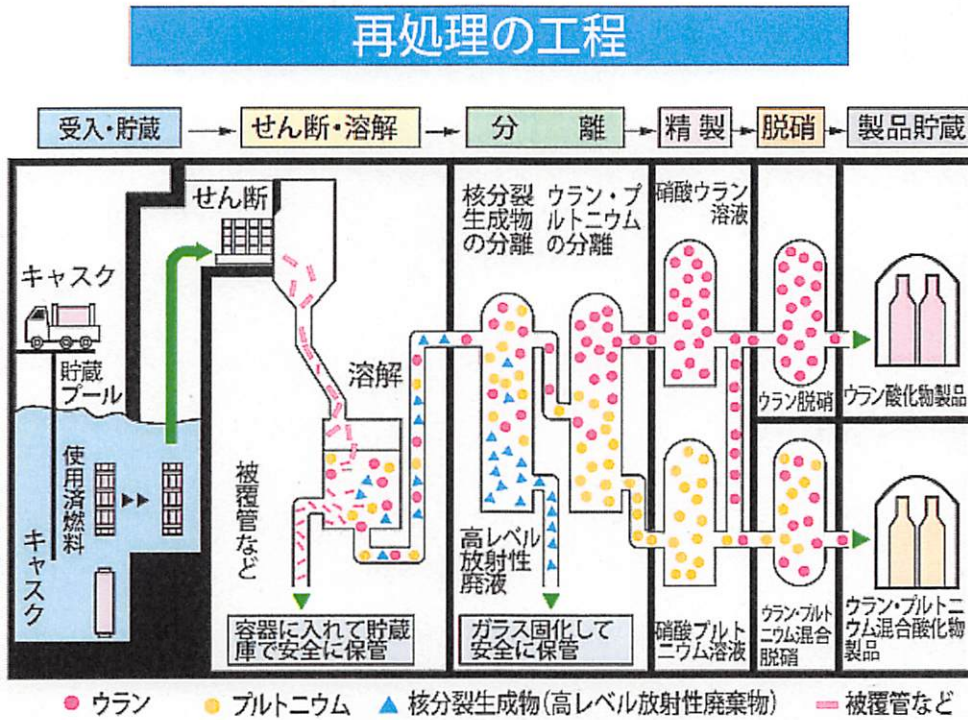 再処理の工程
受入・貯蔵
せん断・溶解
分離
精製
脱硝
製品貯蔵
せん断
キャスク
貯蔵
プール
使用済燃料
キャスク
溶解
被覆管など
容器に入れて貯蔵
庫で安全に保管
核分裂
生成物
の分離
ウラン・プ
ルトニウム
の分離
高レベル
放射性
廃液
ガラス固化して
安全に保管
硝酸ウラン
溶液
硝酸プルト
ニウム溶液
ウラン脱硝
ウラン・プルト
ニウム混合
脱硝
ウラン酸化物製品
ウラン・プルトニ
ウム混合酸化物
製品
ウラン
プルトニウム
核分裂生成物(高レベル放射性廃棄物)
被覆管など